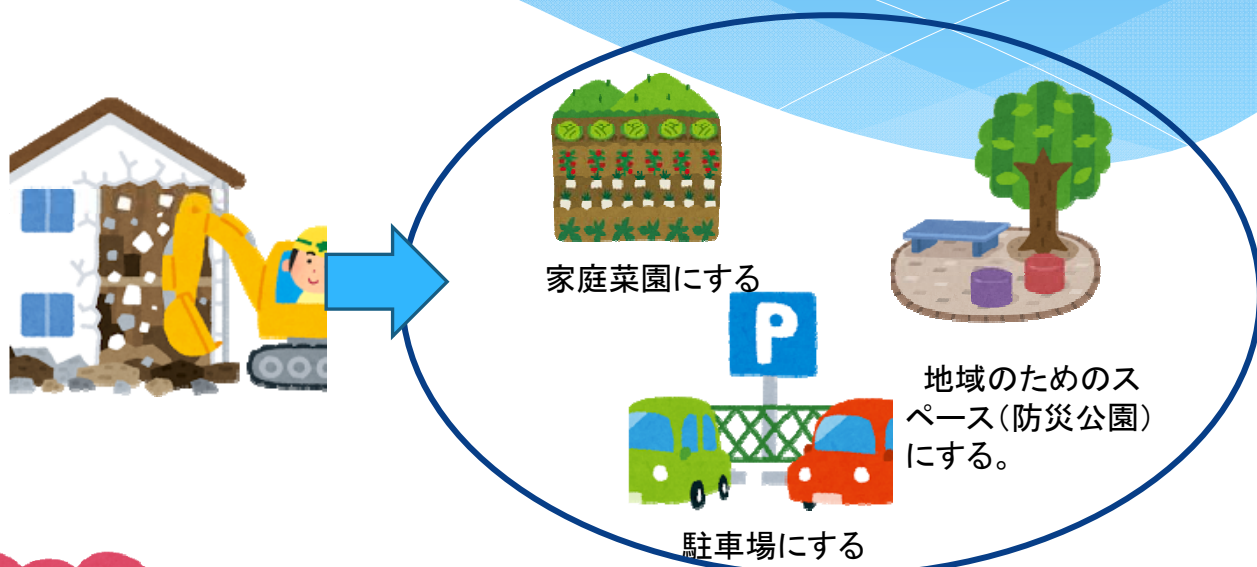 家庭菜園にする
P
地域のためのス
ペース（防災公園）
にする。
駐車場にする